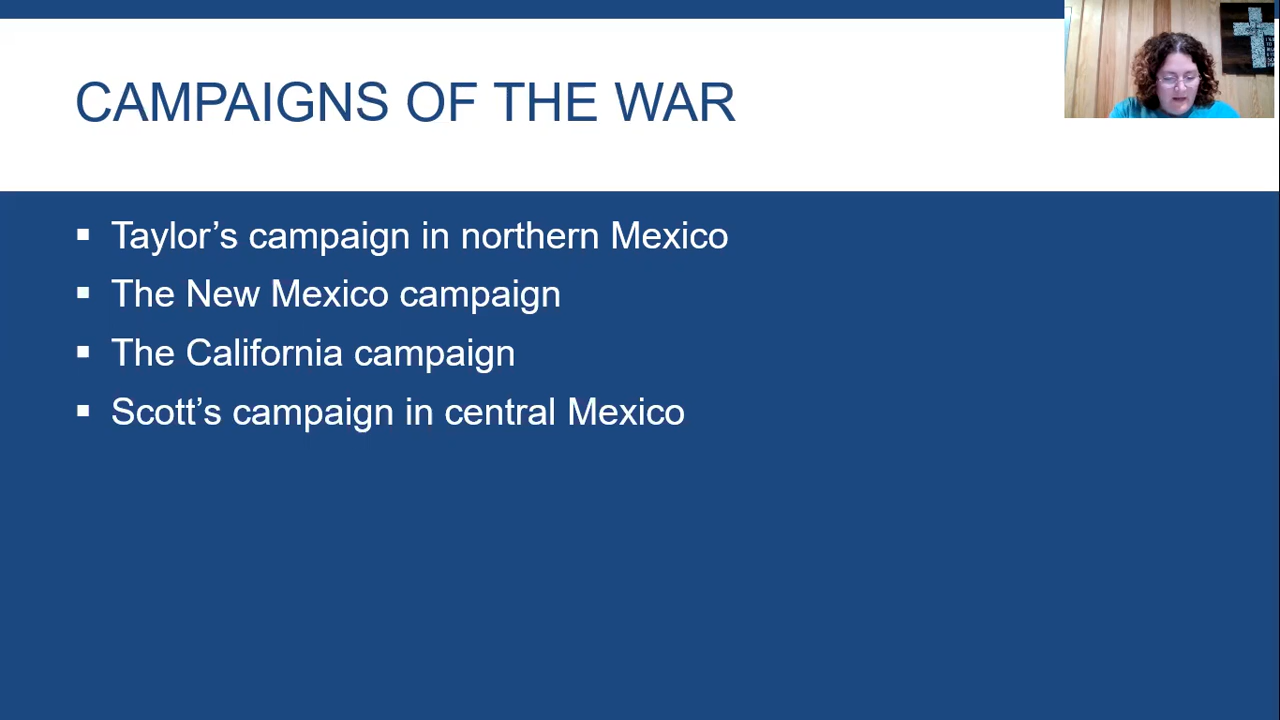 CAMPAIGNS OF THE WAR
▪ Taylor’s campaign in northern Mexico
▪ The New Mexico campaign
▪ The California campaign
▪ Scott’s campaign in central Mexico